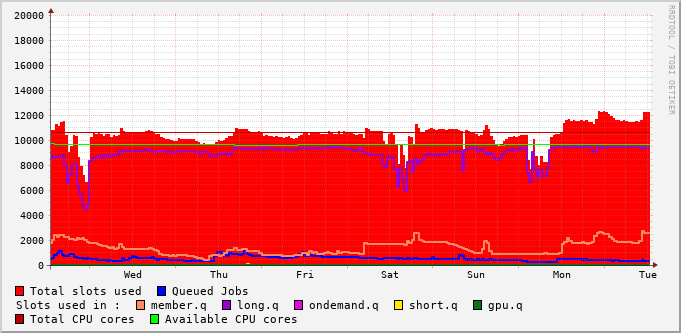 RRDTOOL / TOBI OETIKER
20000
18000
16000
14000
12000
10000
8000
6000
4000
2000
0
Wed Thu Fri Sat Sun Mon Tue
Total slots used Queued Jobs
Slots used in : member.q long.q ondemand.q short.q gpu.q
Total CPU cores Available CPU cores